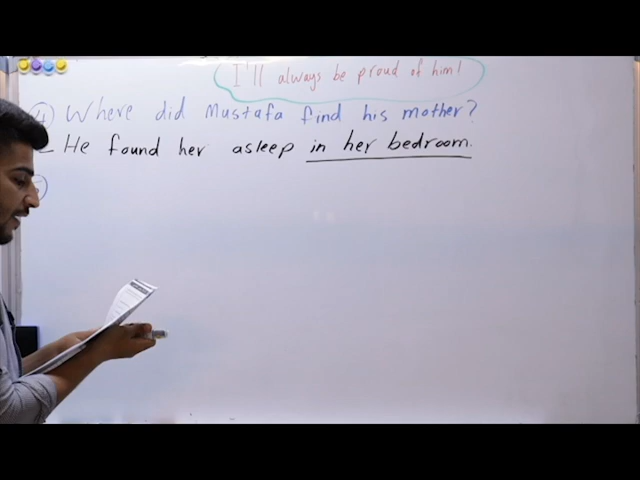 I'll always be proud of him!
4 Where did Mustafa find his mother?
– He found her asleep in her bedroom.